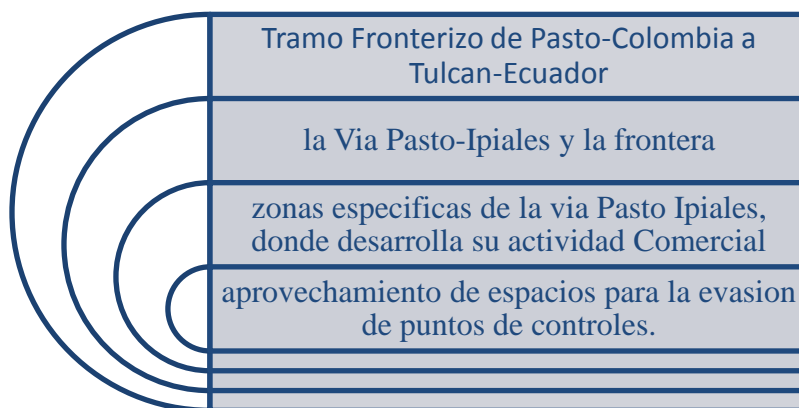 Tramo Fronterizo de Pasto-Colombia a
Tulcan-Ecuador
la Via Pasto-Ipiales y la frontera
zonas especificas de la via Pasto Ipiales,
donde desarrolla su actividad Comercial
aprovechamiento de espacios para la evasion
de puntos de controles.